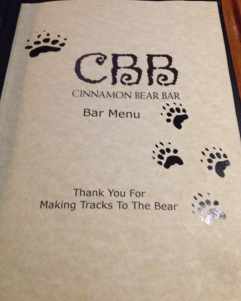 CBB
CINNAMON BEAR BAR
Bar Menu
Thank You For
Making Tracks To The Bear